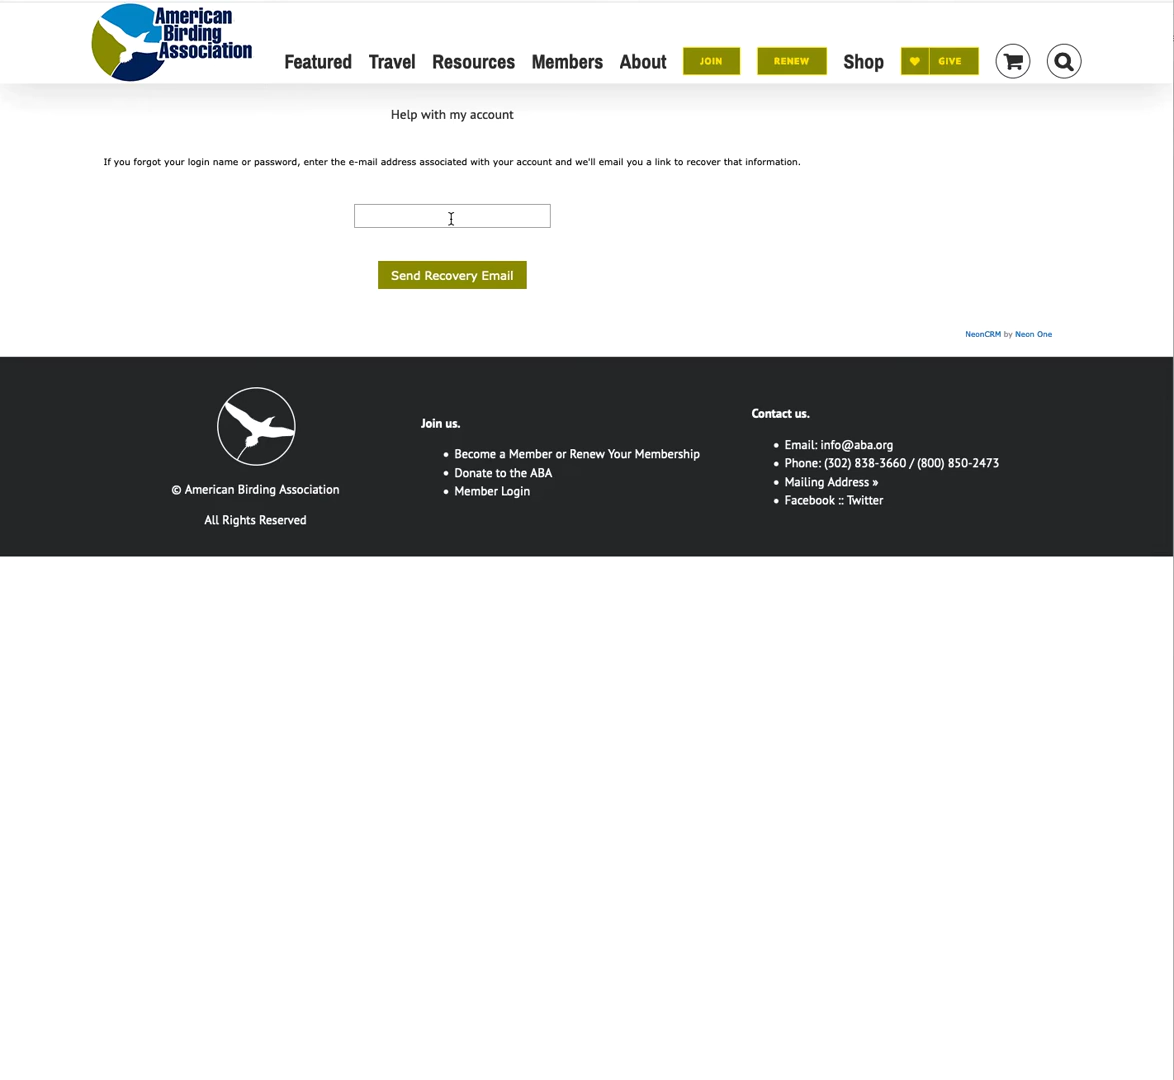 American
Birding
Association
Featured Travel Resources Members About JOIN RENEW Shop GIVE
Help with my account
If you forgot your login name or password, enter the e-mail address associated with your account and we'll email you a link to recover that information.
Send Recovery Email
NeonCRM by Neon One
© American Birding Association
All Rights Reserved
Join us.
Become a Member or Renew Your Membership
Donate to the ABA
Member Login
Contact us.
Email: info@aba.org
Phone: (302) 838-3660 / (800) 850-2473
Mailing Address »
Facebook :: Twitter